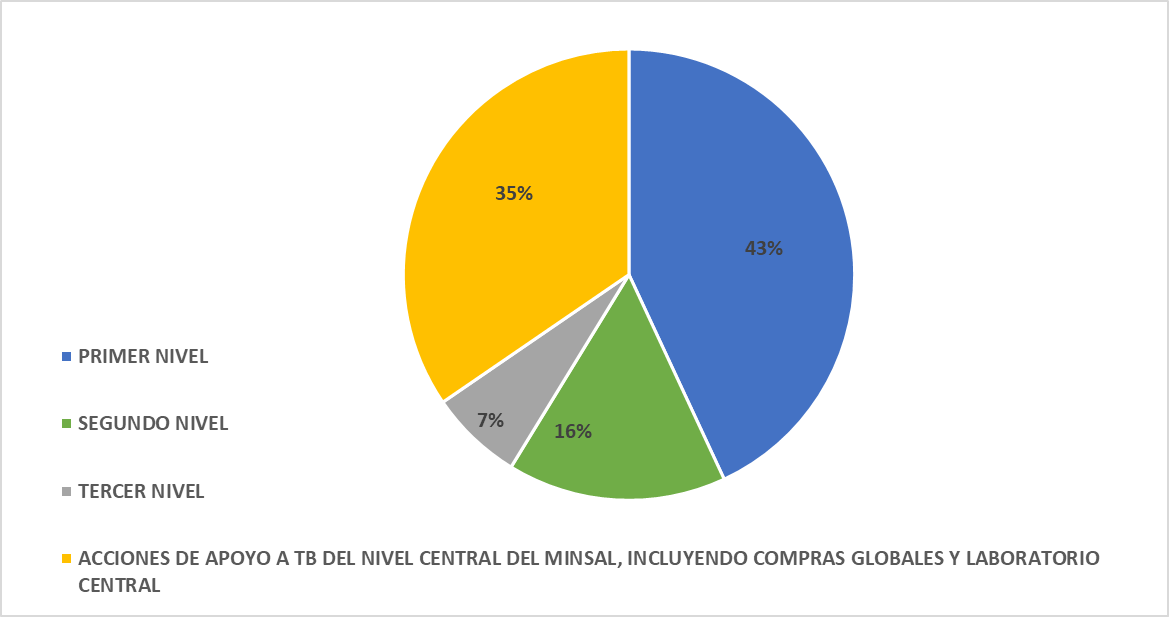 35%
43%
7%
16%
PRIMER NIVEL
SEGUNDO NIVEL
TERCER NIVEL
ACCIONES DE APOYO A TB DEL NIVEL CENTRAL DEL MINSAL, INCLUYENDO COMPRAS GLOBALES Y LABORATORIO
CENTRAL